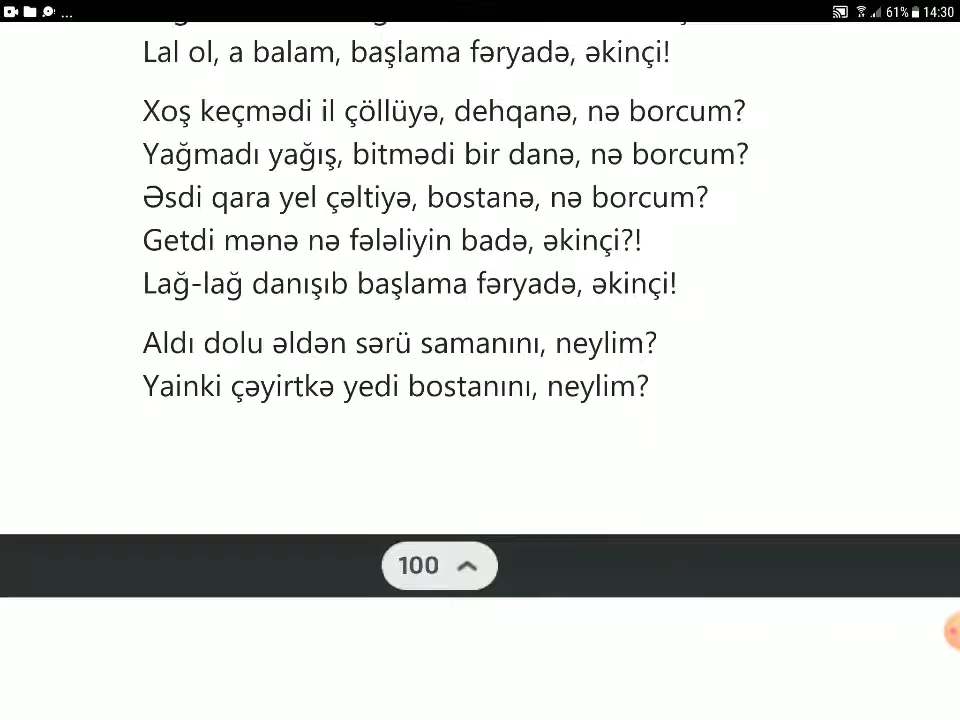 ... 61% 14:30
Lal ol, a balam, başlama fəryadə, əkinçi!
Xoş keçmədi il çöllüyə, dehqanə, nə borcum?
Yağmadı yağış, bitmədi bir danə, nə borcum?
Əsdi qara yel çəltiyə, bostanə, nə borcum?
Getdi mənə nə fələliyin badə, əkinçi?!
Lağ-lağ danışıb başlama fəryadə, əkinçi!
Aldı dolu əldən sərü samanını, neylim?
Yainki çəyirtkə yedi bostanını, neylim?
100